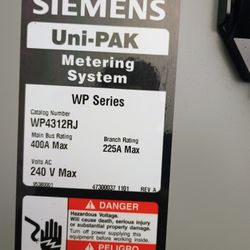 SIEMENS
Uni-PAK
Metering
System
WP Series
Catalog Number
WP4312RJ
Main Bus Rating
Branch Rating
400A Max
225A Max
Volts AC
240 V Max
REV A
DANGER
Hazardous Voltage.
Will cause death, serious injury
or substantial property damage.
Turn off power supplying this
equipment before working inside.